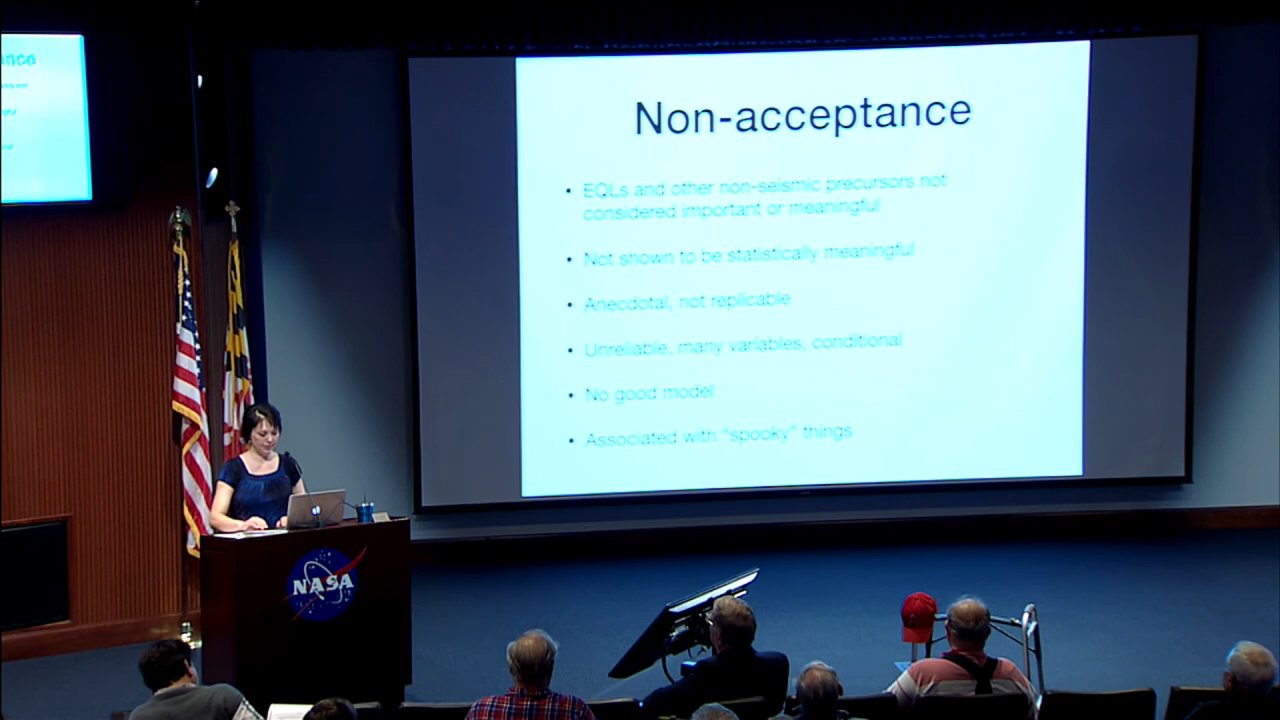 Non-acceptance
• EQLs and other non-seismic precursors not
considered important or meaningful
• Not shown to be statistically meaningful
• Anecdotal, not replicable
• Unreliable, many variables, conditional
• No good model
• Associated with "spooky" things
NASA